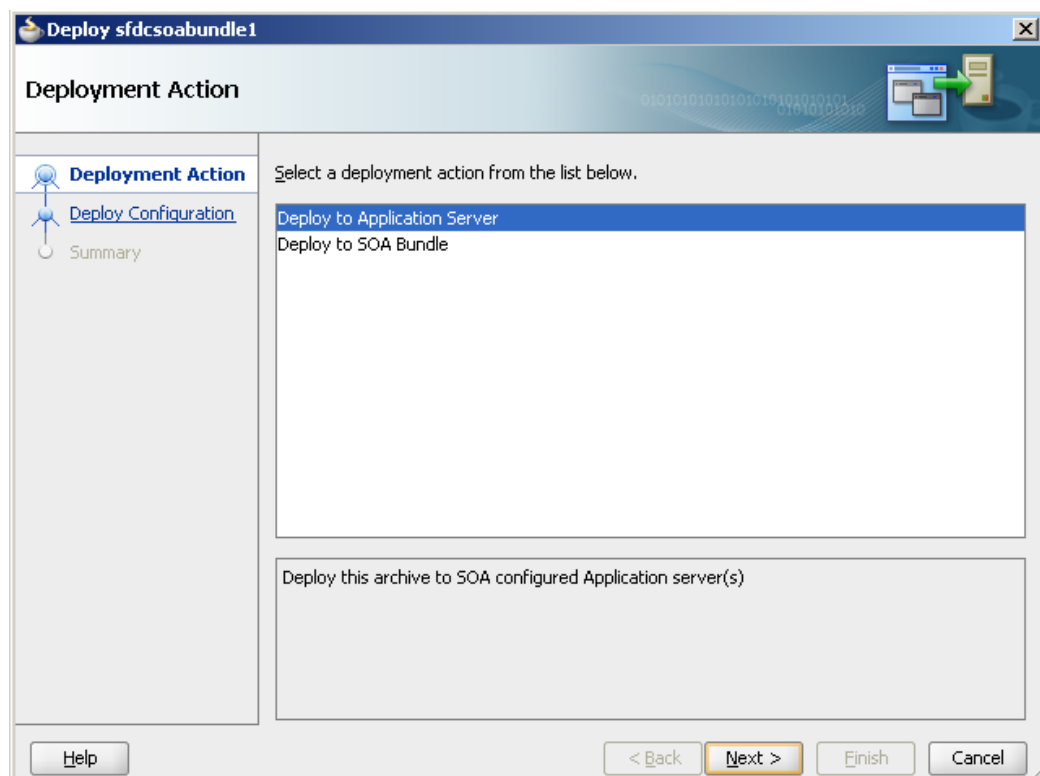 Deploy sfdcsoabundle1
Deployment Action
Deployment Action
Deploy Configuration
Summary
Select a deployment action from the list below.
Deploy to Application Server
Deploy to SOA Bundle
Deploy this archive to SOA configured Application server(s)
Help
< Back
Next >
Finish
Cancel